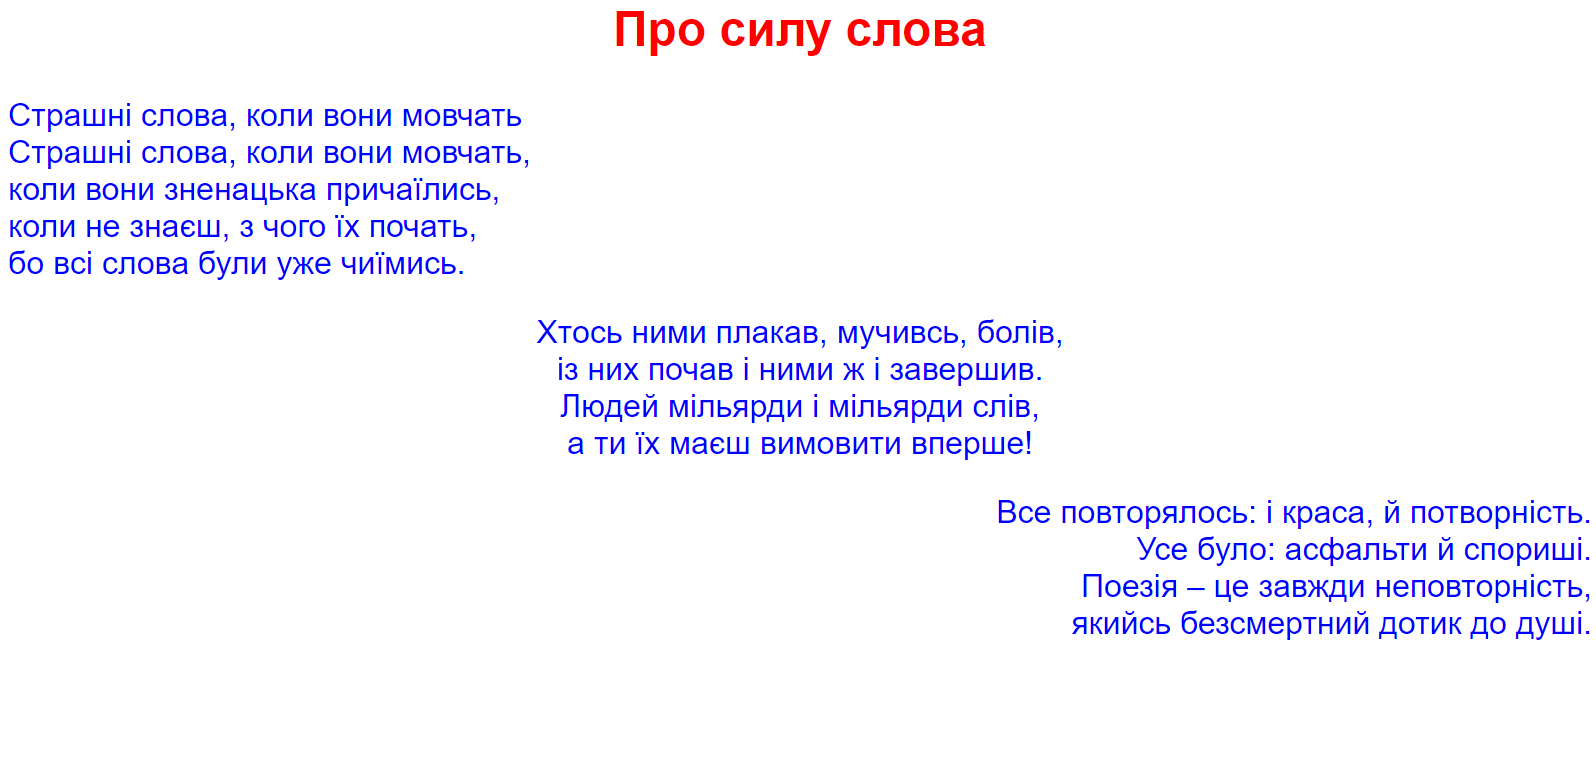 Про силу слова
Страшні слова, коли вони мовчать
Страшні слова, коли вони мовчать,
коли вони зненацька причаїлись,
коли не знаєш, з чого їх почать,
бо всі слова були уже чиїмись.
Хтось ними плакав, мучивсь, болів,
із них почав і ними ж і завершив.
Людей мільярди і мільярди слів,
а ти їх маєш вимовити вперше!
Все повторялось: і краса, й потворність.
Усе було: асфальти й спориші.
Поезія – це завжди неповторність,
якийсь безсмертний дотик до душі.